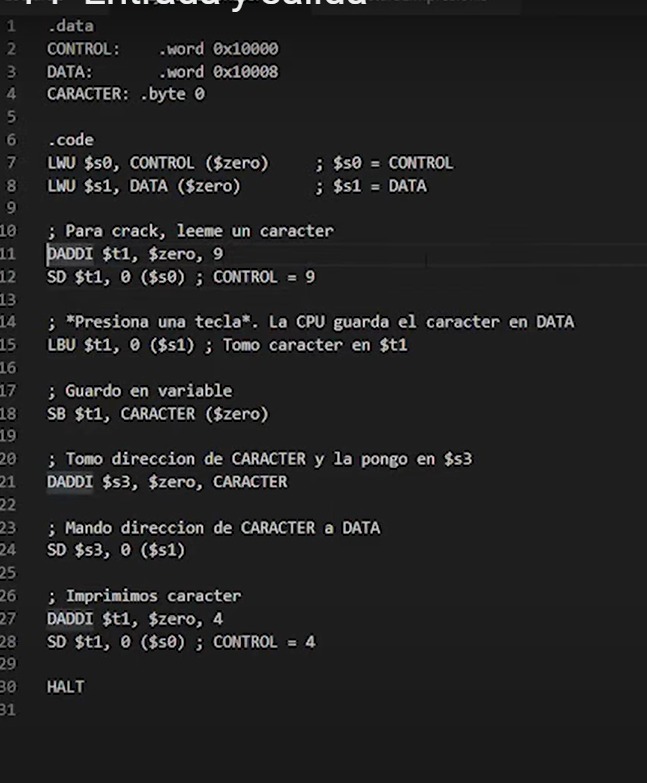 Entrada y salida
1 .data
2 CONTROL: .word 0x10000
3 DATA: .word 0x10008
4 CARACTER: .byte 0
5
6 .code
7 LWU $s0, CONTROL ($zero) ; $s0 = CONTROL
8 LWU $s1, DATA ($zero) ; $s1 = DATA
9
10 ; Para crack, leeme un caracter
11 DADDI $t1, $zero, 9
12 SD $t1, 0 ($s0) ; CONTROL = 9
13
14 ; *Presiona una tecla*. La CPU guarda el caracter en DATA
15 LBU $t1, 0 ($s1) ; Tomo caracter en $t1
16
17 ; Guardo en variable
18 SB $t1, CARACTER ($zero)
19
20 ; Tomo direccion de CARACTER y la pongo en $s3
21 DADDI $s3, $zero, CARACTER
22
23 ; Mando direccion de CARACTER a DATA
24 SD $s3, 0 ($s1)
25
26 ; Imprimimos caracter
27 DADDI $t1, $zero, 4
28 SD $t1, 0 ($s0) ; CONTROL = 4
29
30 HALT
31